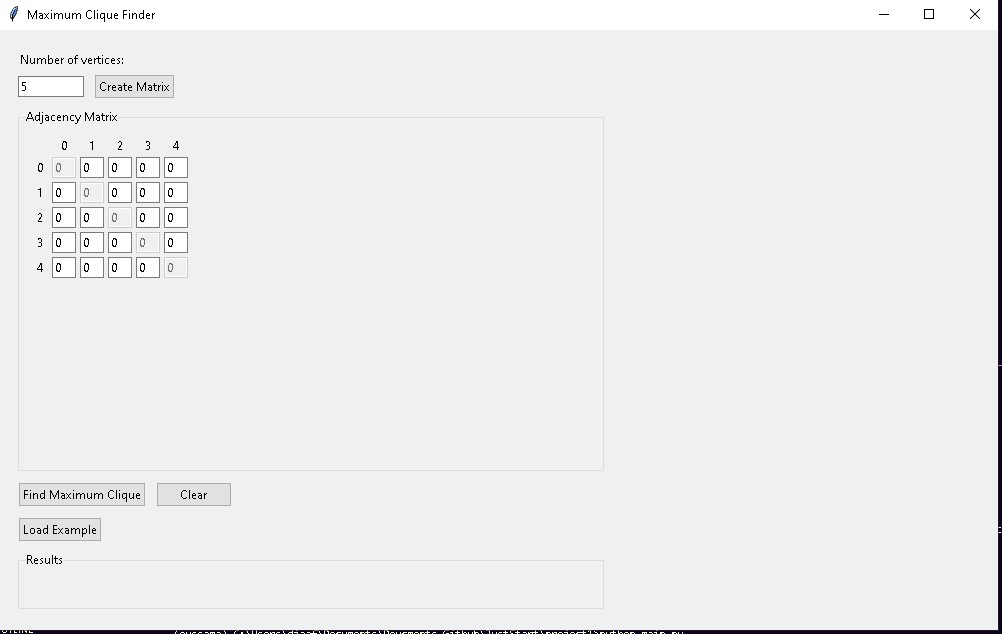 Maximum Clique Finder
Number of vertices:
5 Create Matrix
Adjacency Matrix
0 1 2 3 4
0 0 0 0 0 0
1 0 0 0 0 0
2 0 0 0 0 0
3 0 0 0 0 0
4 0 0 0 0 0
Find Maximum Clique Clear
Load Example
Results